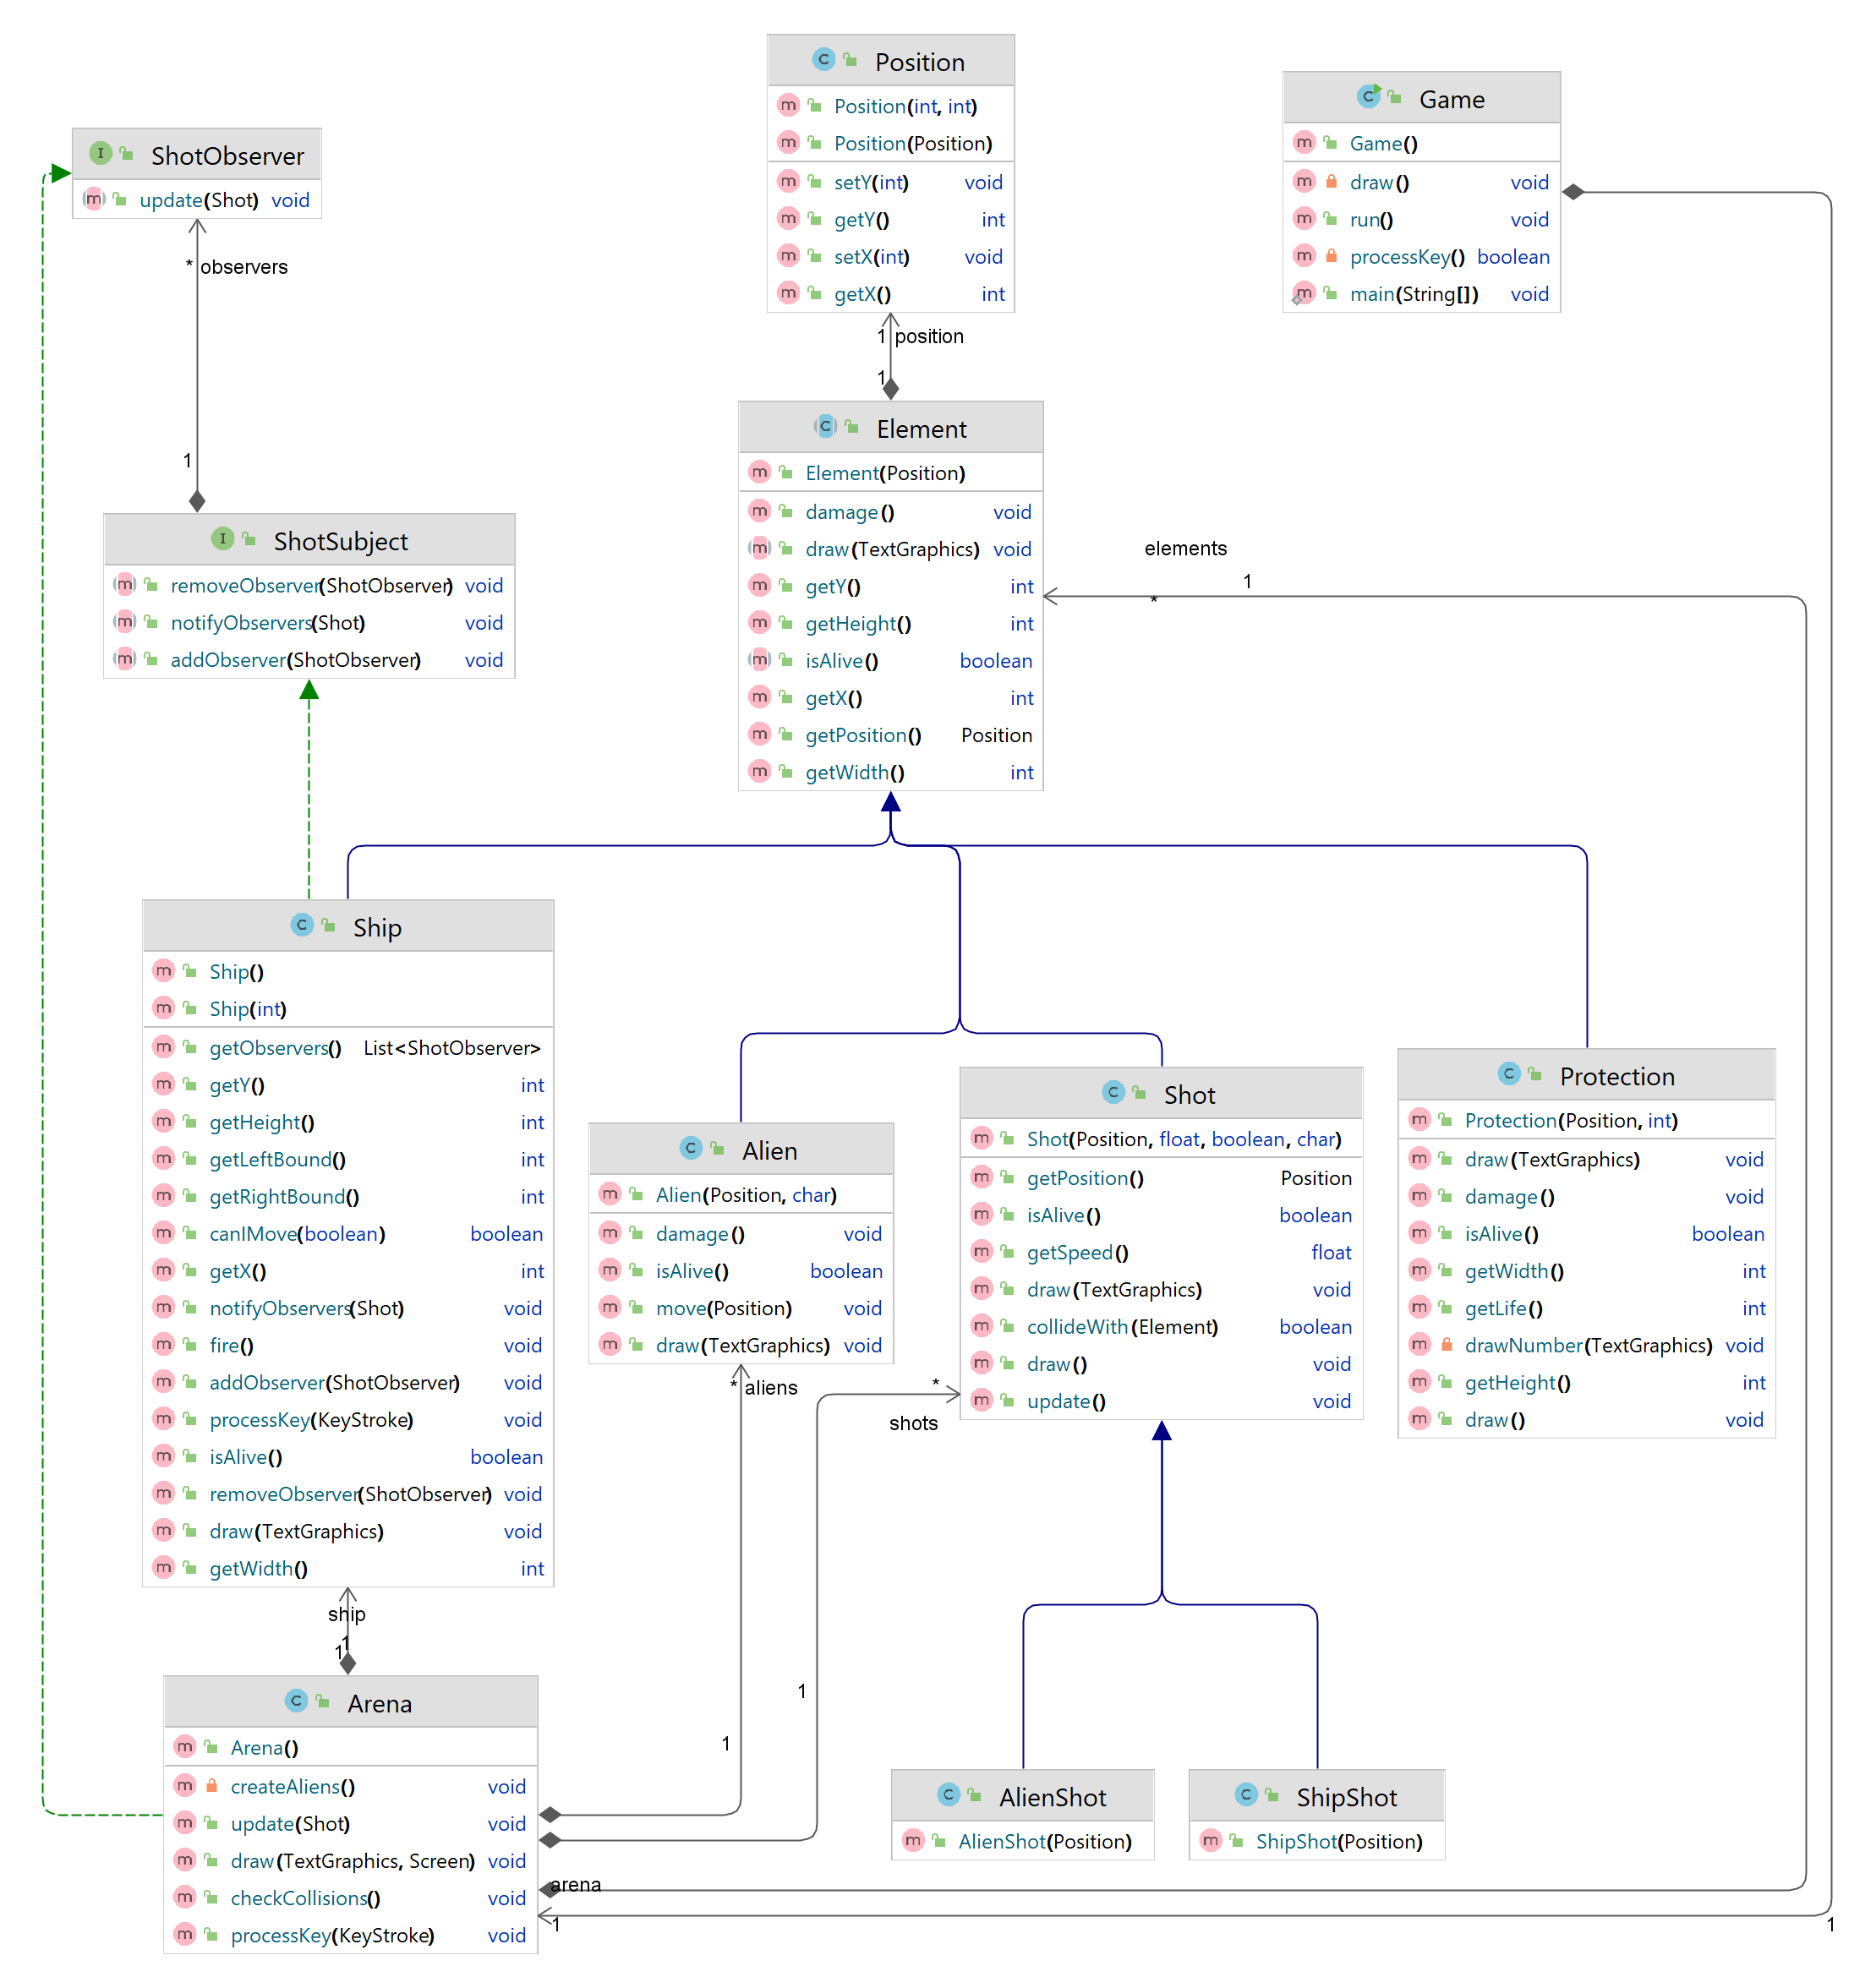 Position
Position(int, int)
Position(Position)
setY(int) void
getY() int
setX(int) void
getX() int
Game
Game()
draw() void
run() void
processKey() boolean
main(String[]) void
ShotObserver
update(Shot) void
* observers
1
1 position
1
ShotSubject
removeObserver(ShotObserver) void
notifyObservers(Shot) void
addObserver(ShotObserver) void
Element
Element(Position)
damage() void
draw(TextGraphics) void
getY() int
getHeight() int
isAlive() boolean
getX() int
getPosition() Position
getWidth() int
elements
1
*
Ship
Ship()
Ship(int)
getObservers() List<ShotObserver>
getY() int
getHeight() int
getLeftBound() int
getRightBound() int
canIMove(boolean) boolean
getX() int
notifyObservers(Shot) void
fire() void
addObserver(ShotObserver) void
processKey(KeyStroke) void
isAlive() boolean
removeObserver(ShotObserver) void
draw(TextGraphics) void
getWidth() int
Alien
Alien(Position, char)
damage() void
isAlive() boolean
move(Position) void
draw(TextGraphics) void
* aliens
1
Shot
Shot(Position, float, boolean, char)
getPosition() Position
isAlive() boolean
getSpeed() float
draw(TextGraphics) void
collideWith(Element) boolean
draw() void
update() void
*
shots
1
Protection
Protection(Position, int)
draw(TextGraphics) void
damage() void
isAlive() boolean
getWidth() int
getLife() int
drawNumber(TextGraphics) void
getHeight() int
draw() void
ship
1
1
Arena
Arena()
createAliens() void
update(Shot) void
draw(TextGraphics, Screen) void
checkCollisions() void
processKey(KeyStroke) void
AlienShot
AlienShot(Position)
ShipShot
ShipShot(Position)
arena
1
1